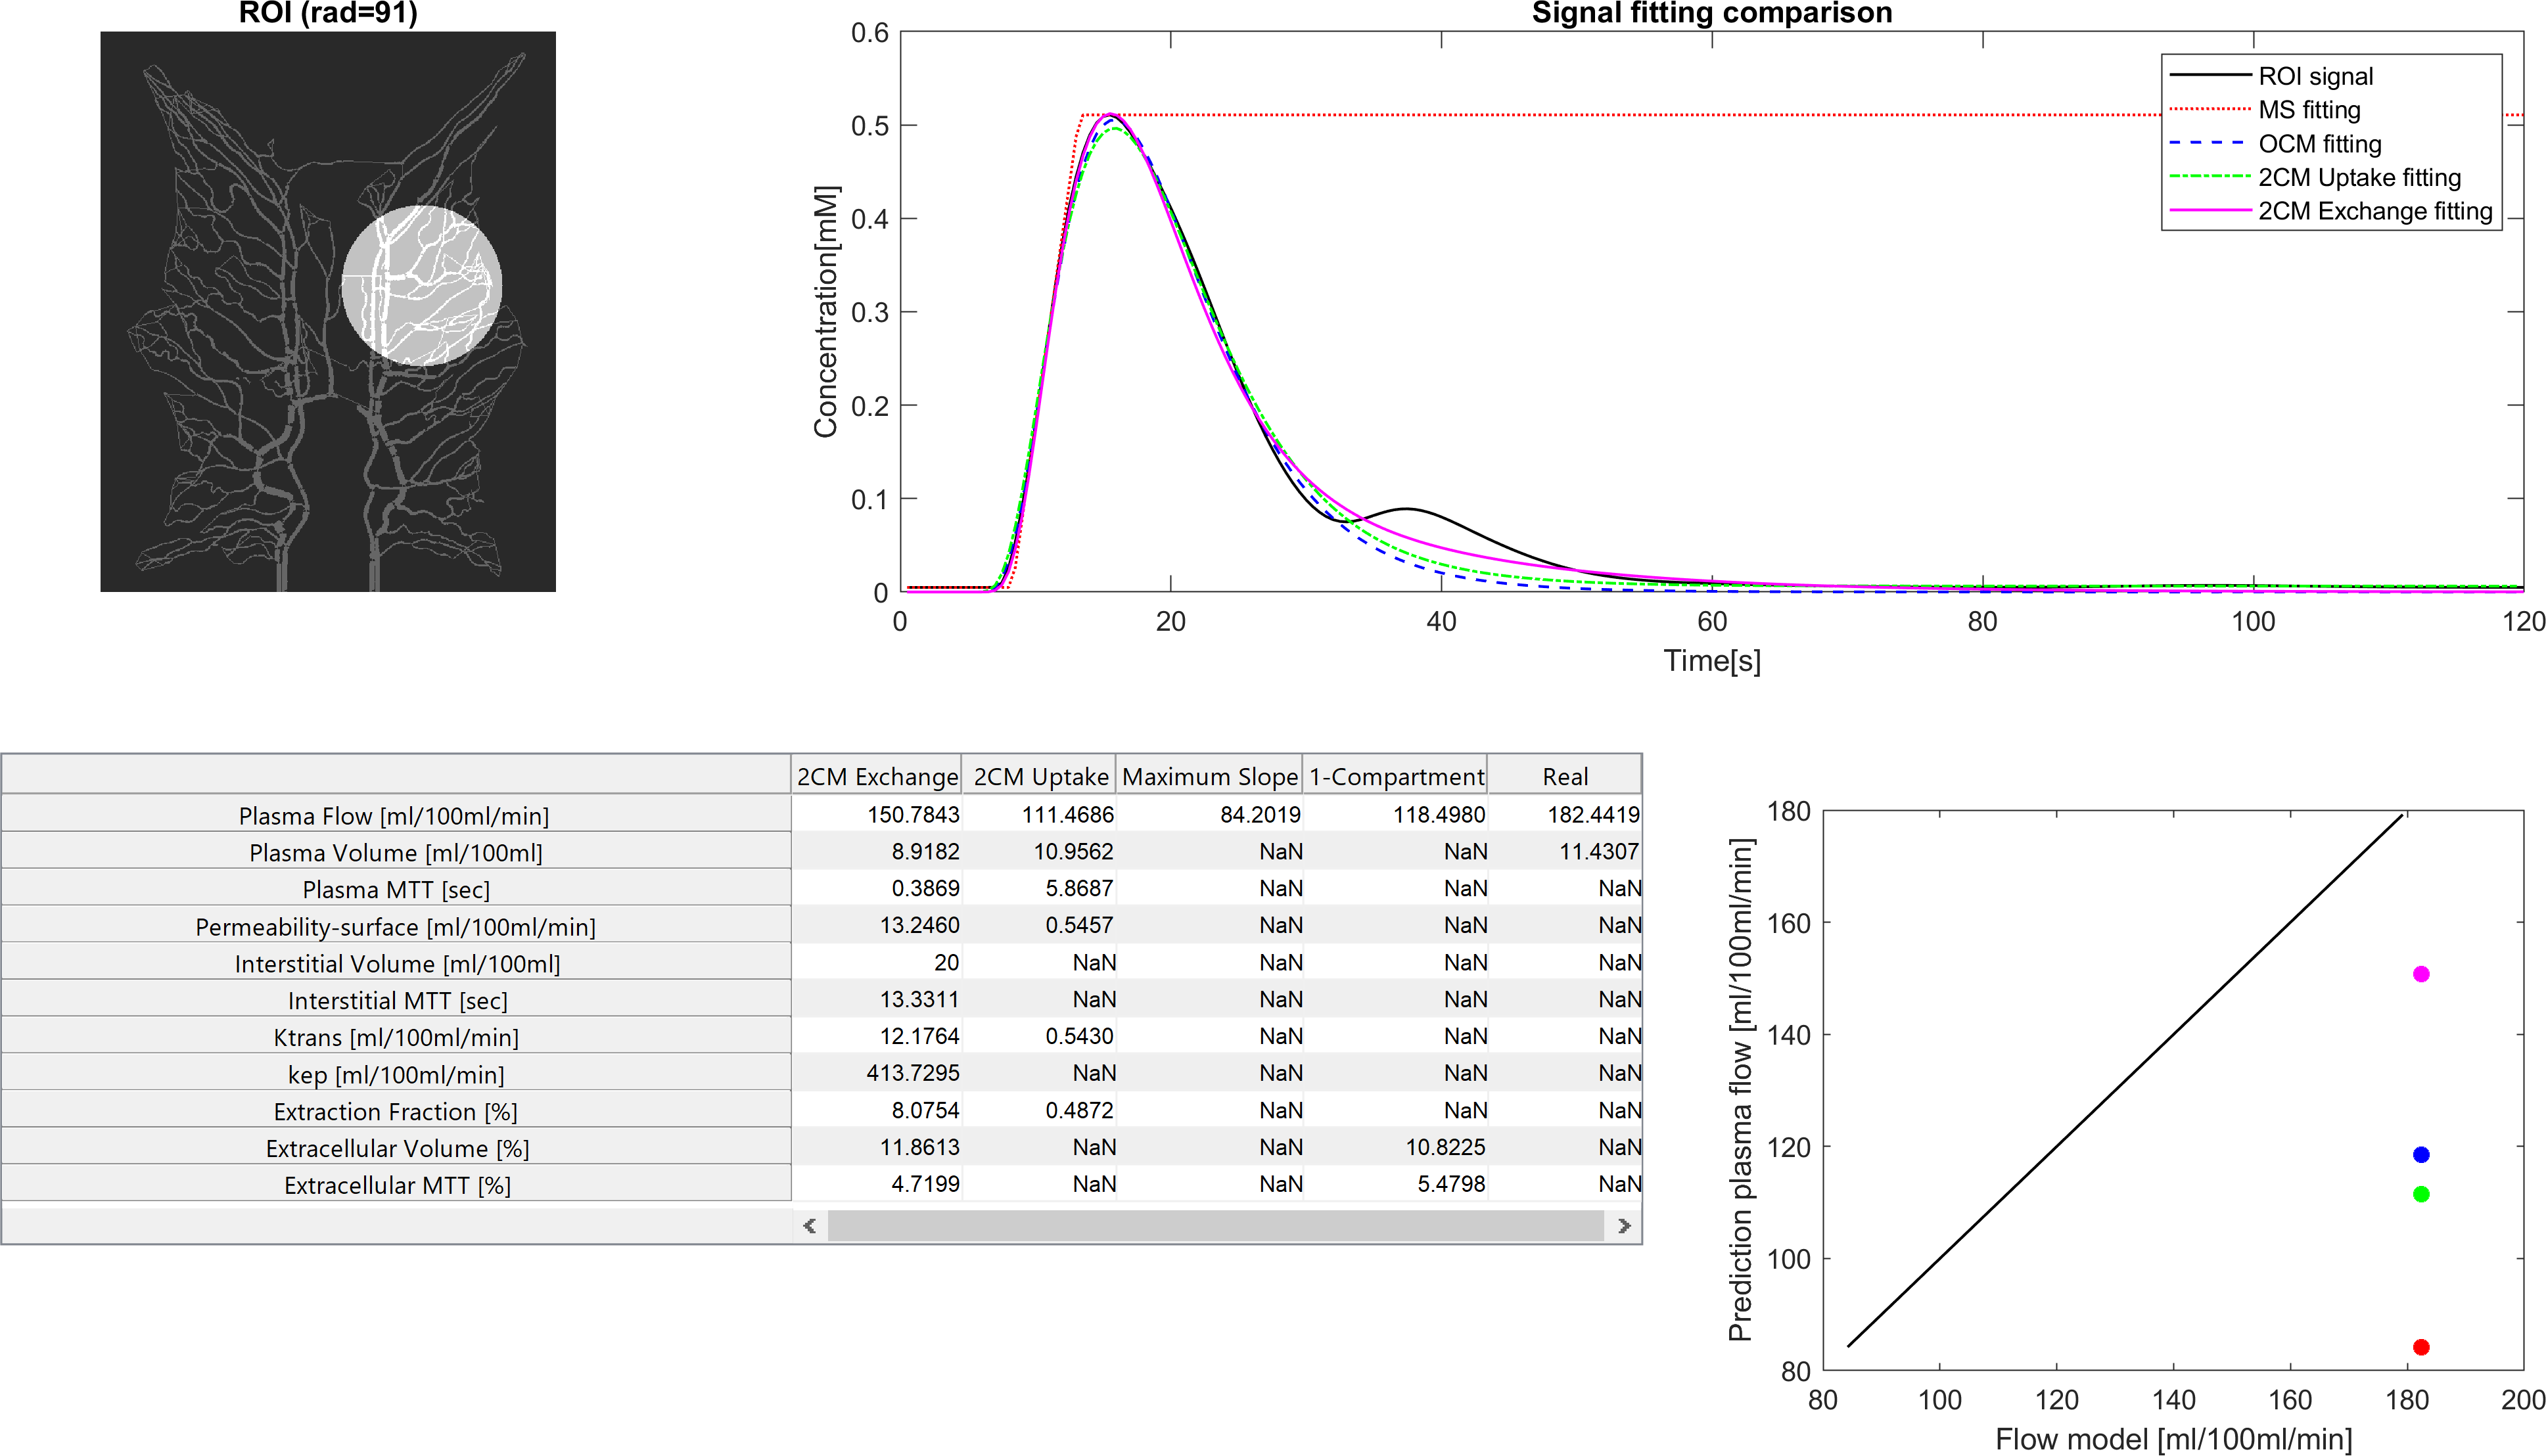 ROI (rad=91)
Signal fitting comparison
0.6
0.5
0.4
0.3
0.2
0.1
0
Concentration[mM]
0 20 40 60 80 100 120
Time[s]
ROI signal
MS fitting
OCM fitting
2CM Uptake fitting
2CM Exchange fitting
2CM Exchange 2CM Uptake Maximum Slope 1-Compartment Real
Plasma Flow [ml/100ml/min] 150.7843 111.4686 84.2019 118.4980 182.4419
Plasma Volume [ml/100ml] 8.9182 10.9562 NaN NaN 11.4307
Plasma MTT [sec] 0.3869 5.8687 NaN NaN NaN
Permeability-surface [ml/100ml/min] 13.2460 0.5457 NaN NaN NaN
Interstitial Volume [ml/100ml] 20 NaN NaN NaN NaN
Interstitial MTT [sec] 13.3311 NaN NaN NaN NaN
Ktrans [ml/100ml/min] 12.1764 0.5430 NaN NaN NaN
kep [ml/100ml/min] 413.7295 NaN NaN NaN NaN
Extraction Fraction [%] 8.0754 0.4872 NaN NaN NaN
Extracellular Volume [%] 11.8613 NaN NaN 10.8225 NaN
Extracellular MTT [%] 4.7199 NaN NaN 5.4798 NaN
180
160
140
120
100
80
Prediction plasma flow [ml/100ml/min]
80 100 120 140 160 180 200
Flow model [ml/100ml/min]